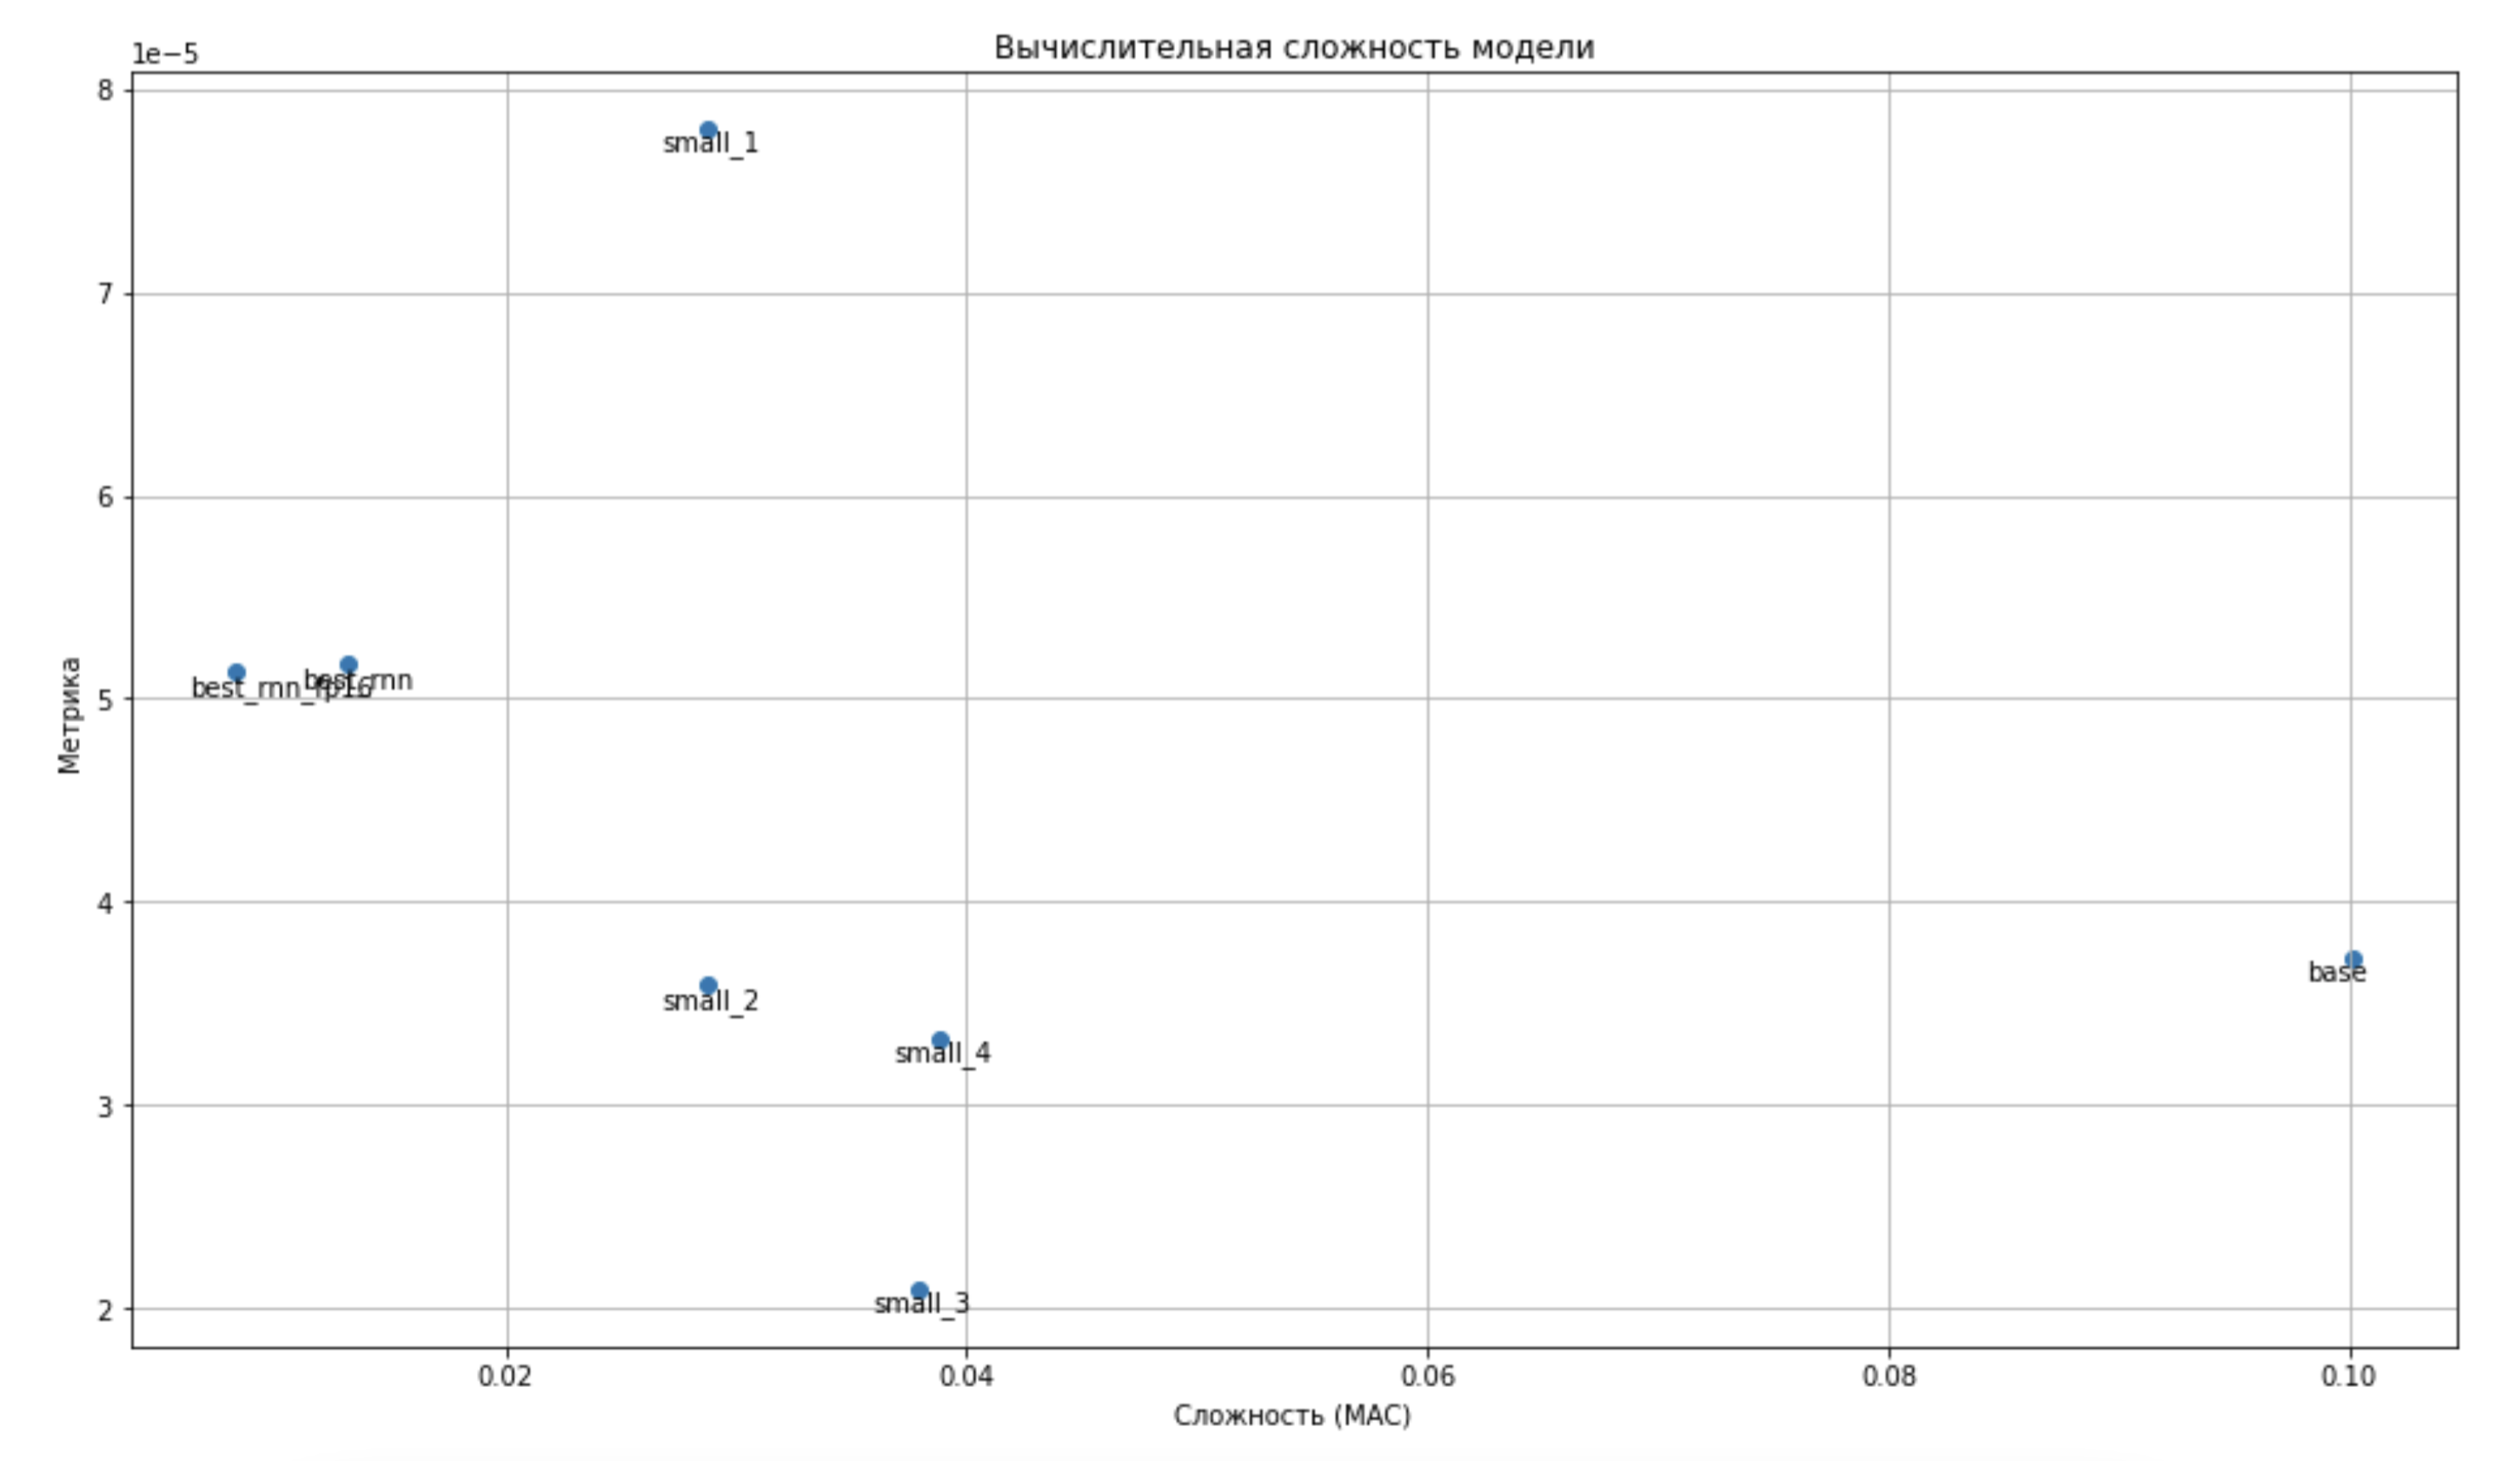 Вычислительная сложность модели
1e−5
8
7
6
5
4
3
2
Метрика
small_1
best_rnn_fp16
best_rnn
small_2
small_4
base
small_3
0.02
0.04
0.06
0.08
0.10
Сложность (MAC)